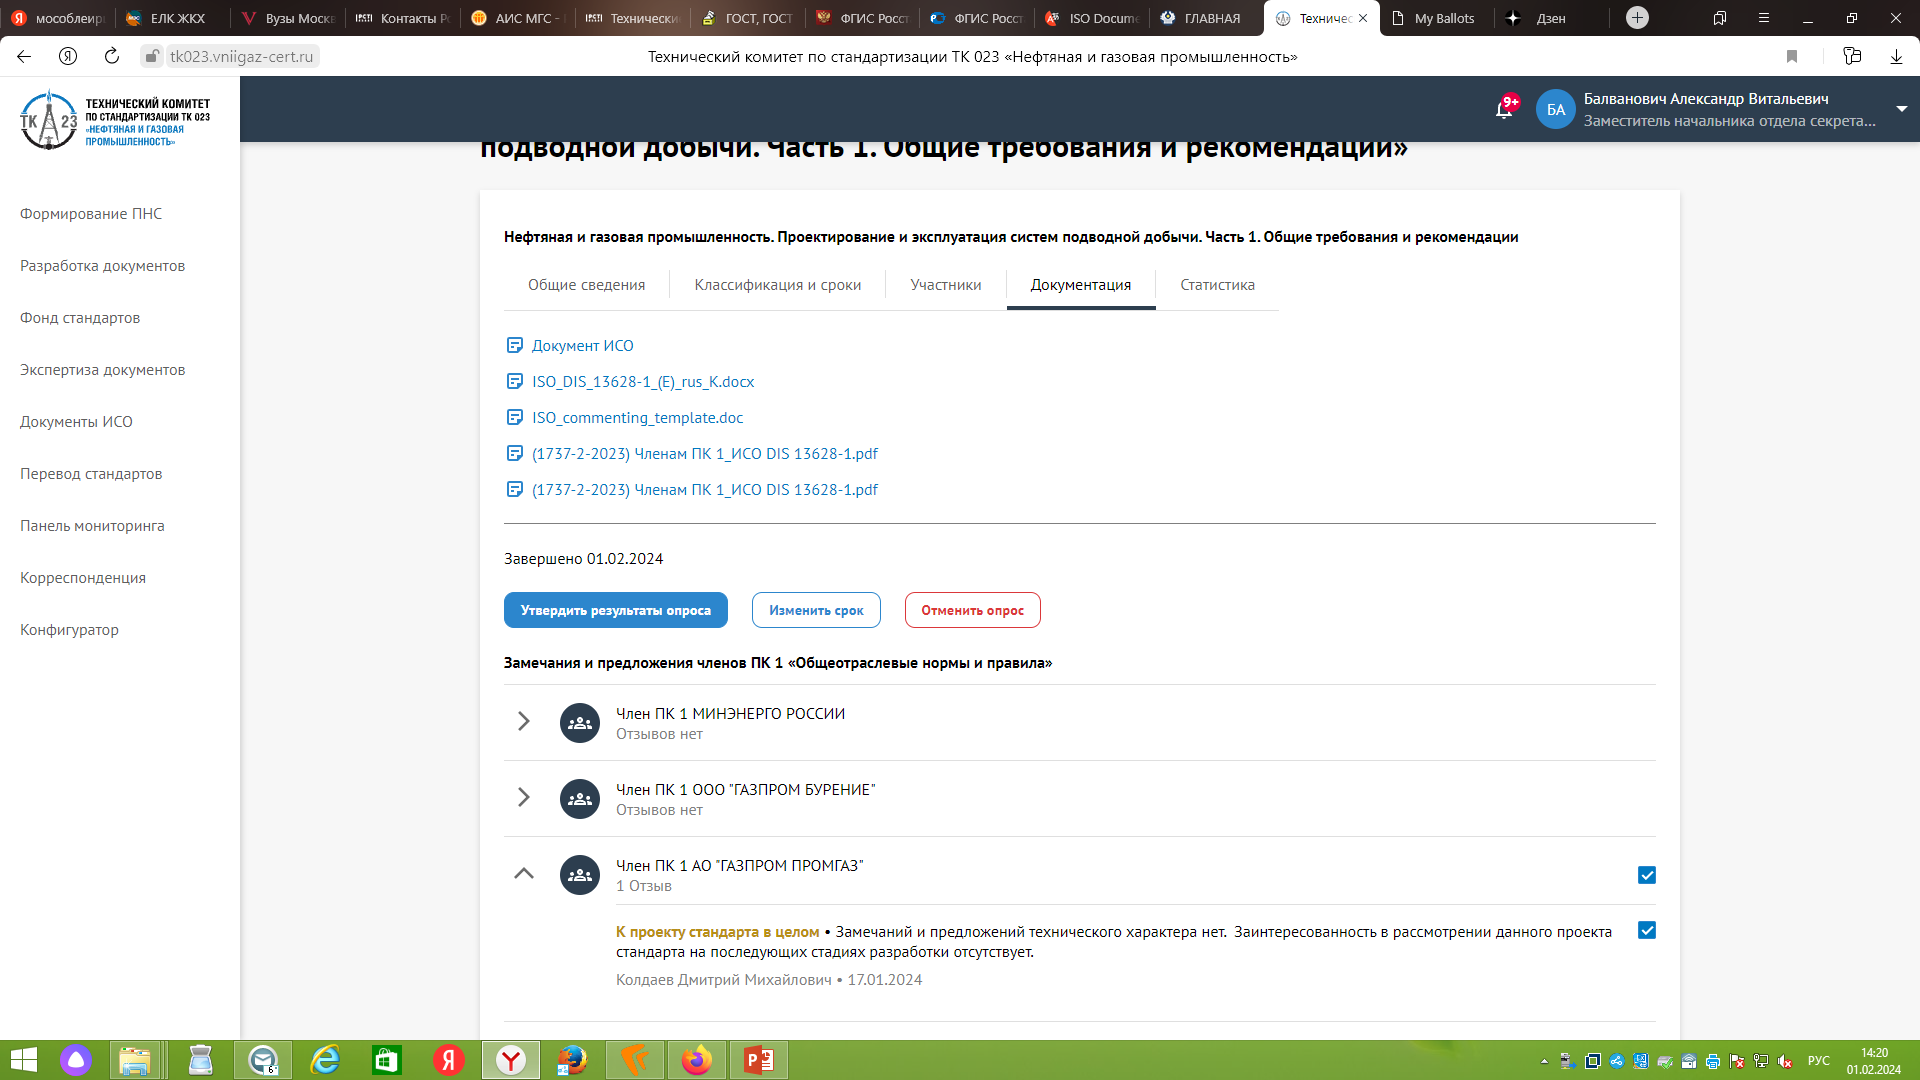 мособлеирц
ЕЛК ЖКХ
Вузы Москв
Контакты Ро
АИС МГС -
Технически
ГОСТ, ГОСТ
ФГИС Росст
ФГИС Росст
ISO Docume
ГЛАВНАЯ
Техничес
My Ballots
Дзен
tk023.vniigaz-cert.ru
Технический комитет по стандартизации ТК 023 «Нефтяная и газовая промышленность»
ТК 23
ТЕХНИЧЕСКИЙ КОМИТЕТ
ПО СТАНДАРТИЗАЦИИ ТК 023
«НЕФТЯНАЯ И ГАЗОВАЯ
ПРОМЫШЛЕННОСТЬ»
9+
БА
Балванович Александр Витальевич
Заместитель начальника отдела секрета...
Формирование ПНС
Разработка документов
Фонд стандартов
Экспертиза документов
Документы ИСО
Перевод стандартов
Панель мониторинга
Корреспонденция
Конфигуратор
подводной добычи. Часть 1. Общие требования и рекомендации»
Нефтяная и газовая промышленность. Проектирование и эксплуатация систем подводной добычи. Часть 1. Общие требования и рекомендации
Общие сведения
Классификация и сроки
Участники
Документация
Статистика
Документ ИСО
ISO_DIS_13628-1_(E)_rus_K.docx
ISO_commenting_template.doc
(1737-2-2023) Членам ПК 1_ИСО DIS 13628-1.pdf
(1737-2-2023) Членам ПК 1_ИСО DIS 13628-1.pdf
Завершено 01.02.2024
Утвердить результаты опроса
Изменить срок
Отменить опрос
Замечания и предложения членов ПК 1 «Общеотраслевые нормы и правила»
Член ПК 1 МИНЭНЕРГО РОССИИ
Отзывов нет
Член ПК 1 ООО "ГАЗПРОМ БУРЕНИЕ"
Отзывов нет
Член ПК 1 АО "ГАЗПРОМ ПРОМГАЗ"
1 Отзыв
К проекту стандарта в целом • Замечаний и предложений технического характера нет. Заинтересованность в рассмотрении данного проекта
стандарта на последующих стадиях разработки отсутствует.
Колдаев Дмитрий Михайлович • 17.01.2024
РУС
14:20
01.02.2024